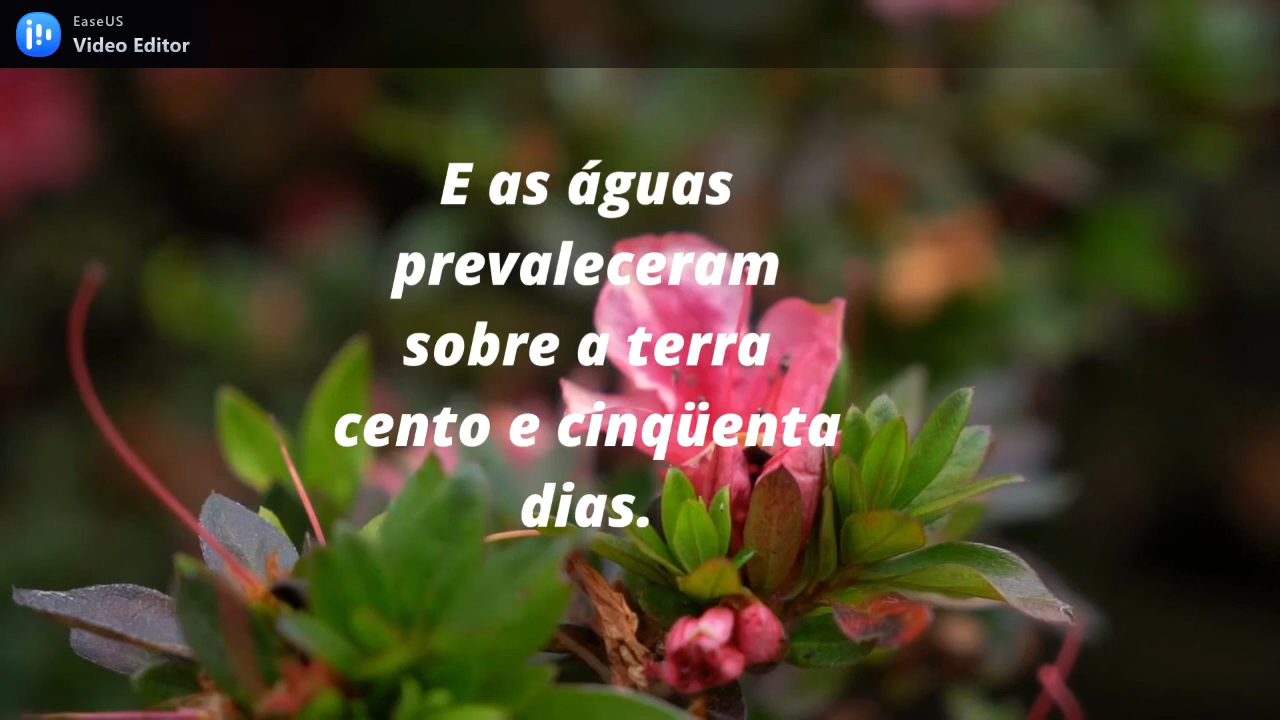 EaseUS
Video Editor
E as águas
prevaleceram
sobre a terra
cento e cinqüenta
dias.